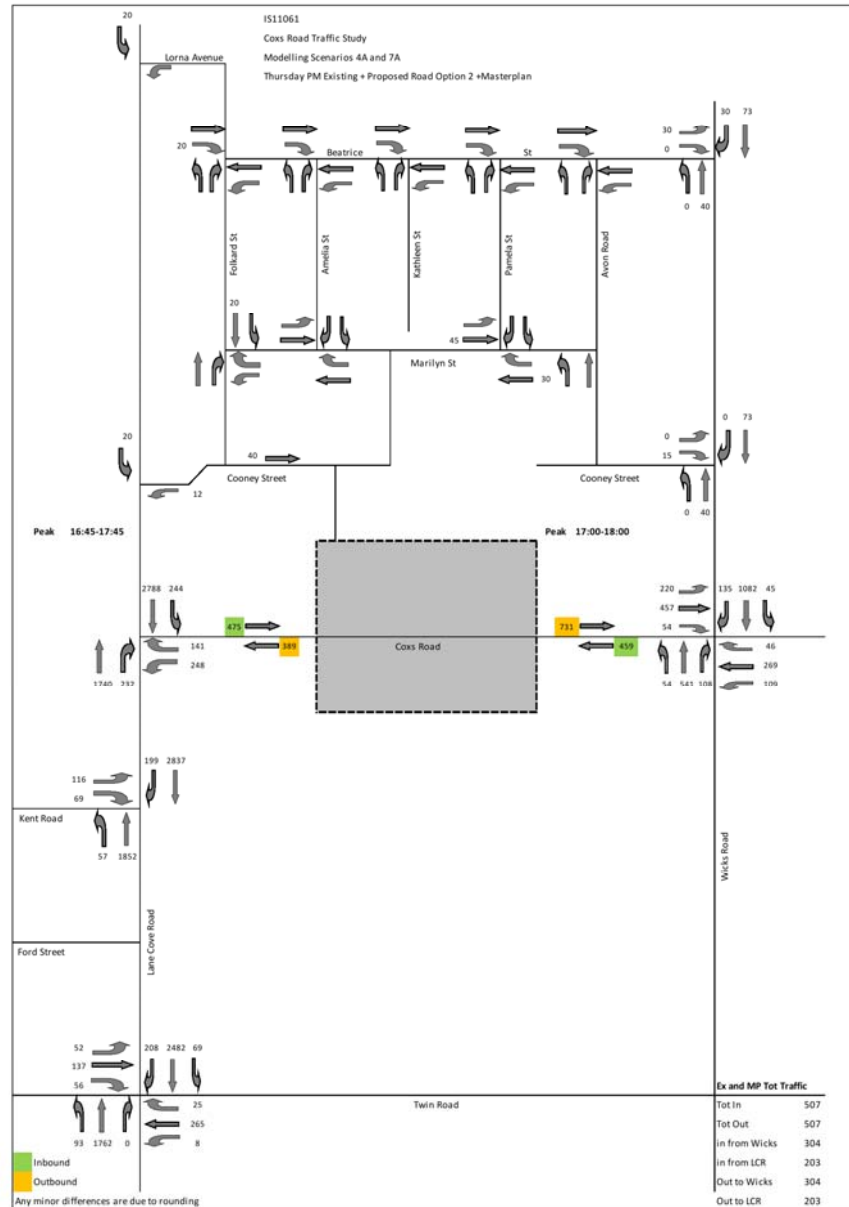 IS11061
Coxs Road Traffic Study
Modelling Scenarios 4A and 7A
Thursday PM Existing + Proposed Road Option 2 +Masterplan
20
Lorna Avenue
30 73
30
20 0
Beatrice St
0 40
Folkard St
Amelia St
Kathleen St
Pamela St
Avon Road
20
45
Marilyn St
30
20
0 73
0
40 15
Cooney Street
Cooney Street
12
0 40
Peak 16:45-17:45
Peak 17:00-18:00
2788 244
220 135 1082 45
457
475 731 54
389 Coxs Road 459
141 46
248 269
1740 232
54 541 108 109
199 2837
116
69
Kent Road
57 1852
Wicks Road
Lane Cove Road
Ford Street
52 208 2482 69
137
56
Ex and MP Tot Traffic
Twin Road
25
265
93 1762 0 8
Tot In 507
Tot Out 507
in from Wicks 304
in from LCR 203
Out to Wicks 304
Out to LCR 203
Inbound
Outbound
Any minor differences are due to rounding